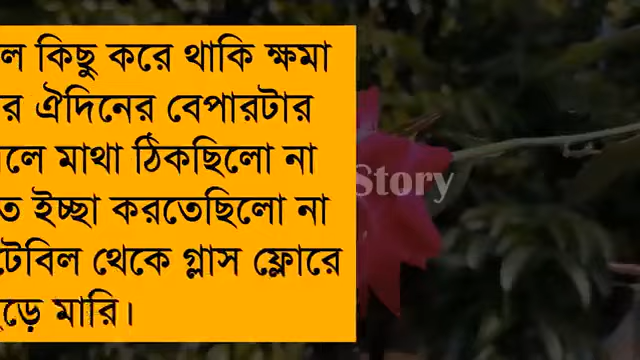 কিছু করে থাকি ক্ষমা
ঐদিনের বেপারটার
মাথা ঠিকছিলো না
ইচ্ছা করতেছিলো না
টেবিল থেকে গ্লাস ফ্লোরে
মারি।
Story